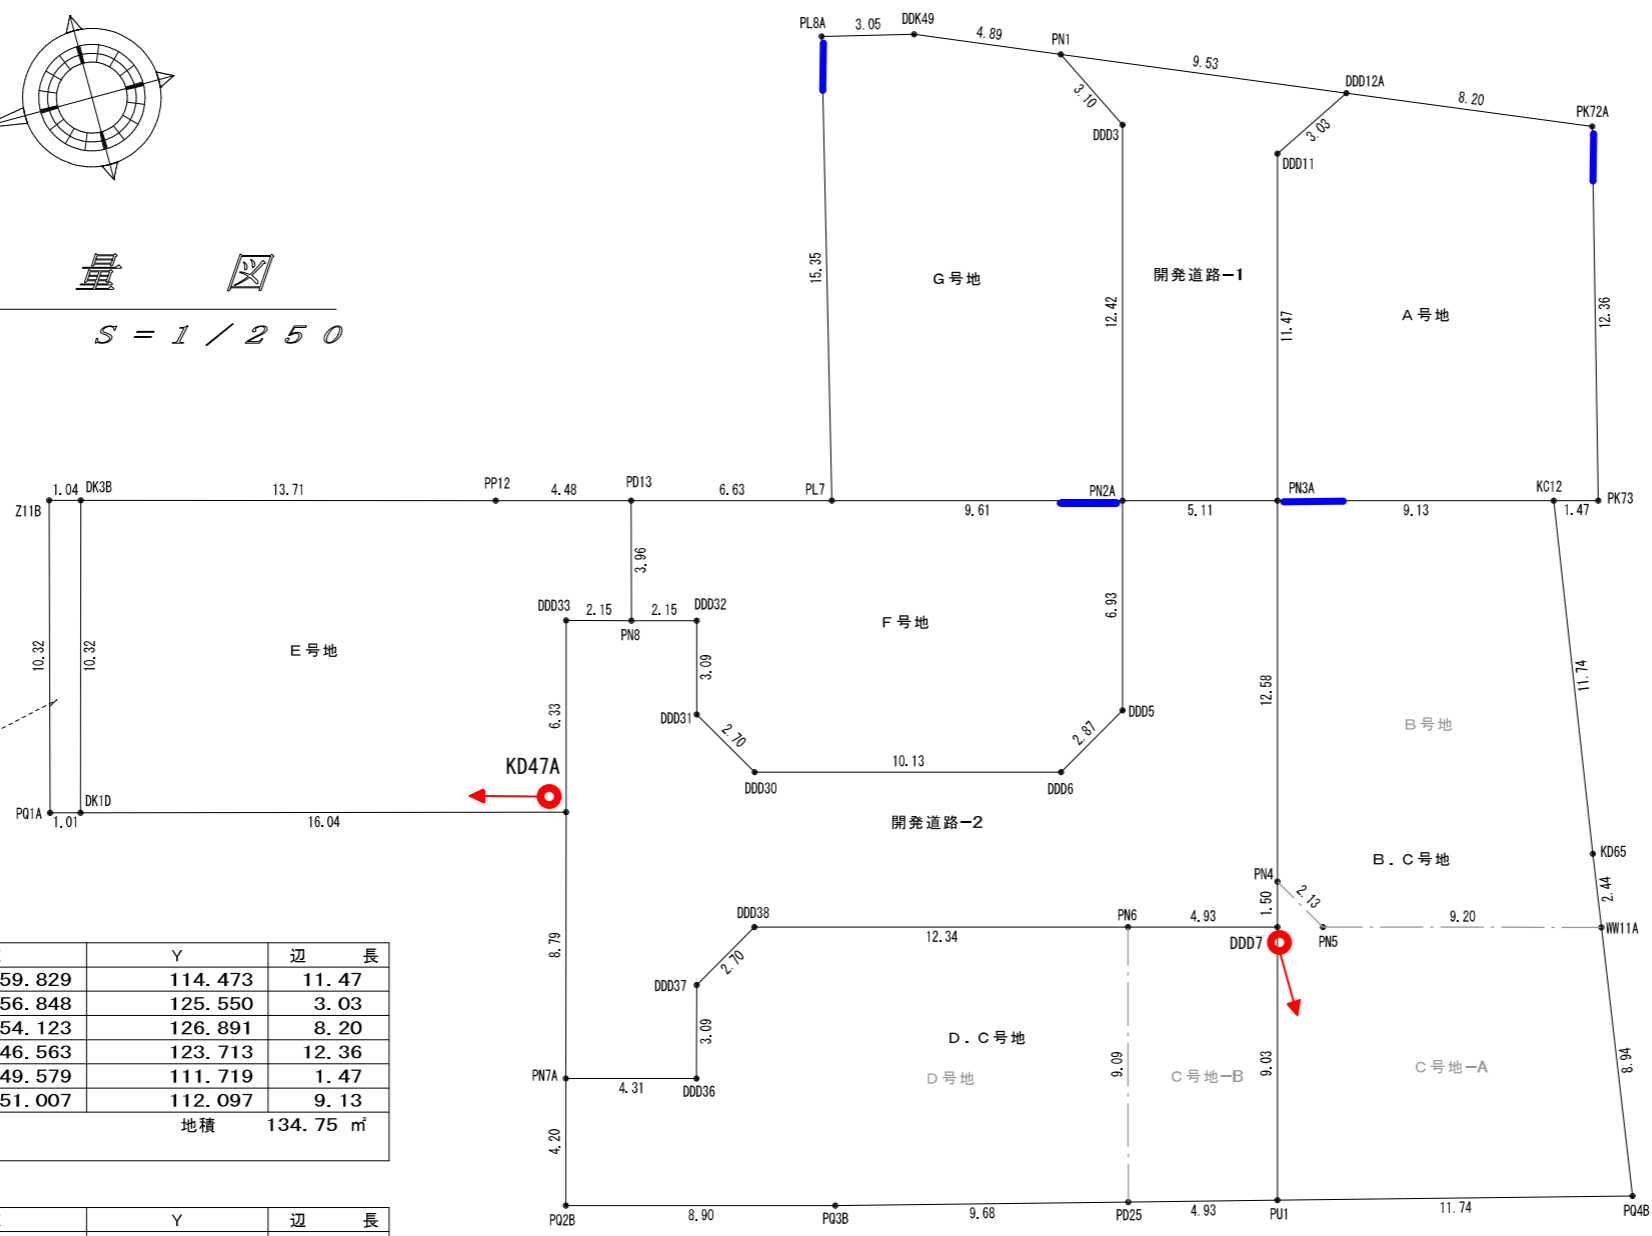 PL8A 3.05 DDK49 4.89 PN1 9.53 DDD12A 8.20 PK72A
3.10 DDD3 3.03 DDD11
量 図
S=1/250
15.35 G号地 12.42 開発道路-1 11.47 A号地 12.36
Z11B 1.04 DK3B 13.71 PP12 4.48 PD13 6.63 PL7 9.61 PN2A 5.11 PN3A 9.13 KC12 1.47 PK73
3.96
DDD33 2.15 PN8 2.15 DDD32
10.32 10.32 E号地 F号地 6.93
6.33 3.09 DDD31 2.70 DDD30 10.13 DDD6 2.87 DDD5
12.58 B号地 11.74
KD47A
PQ1A 1.01 DK1D 16.04
開発道路-2
B.C号地 KD65
PN4 2.13 2.44
1.50
DDD38 12.34 PN6 4.93 DDD7 PN5 9.20 WW11A
8.79 2.70 DDD37
3.09
D.C号地
D号地 9.09 C号地-B 9.03 C号地-A 8.94
PN7A 4.31 DDD36
4.20
PQ2B 8.90 PQ3B 9.68 PD25 4.93 PU1 11.74 PQ4B
Y 辺 長
59.829 114.473 11.47
56.848 125.550 3.03
54.123 126.891 8.20
46.563 123.713 12.36
49.579 111.719 1.47
51.007 112.097 9.13
地積 134.75 ㎡
Y 辺 長